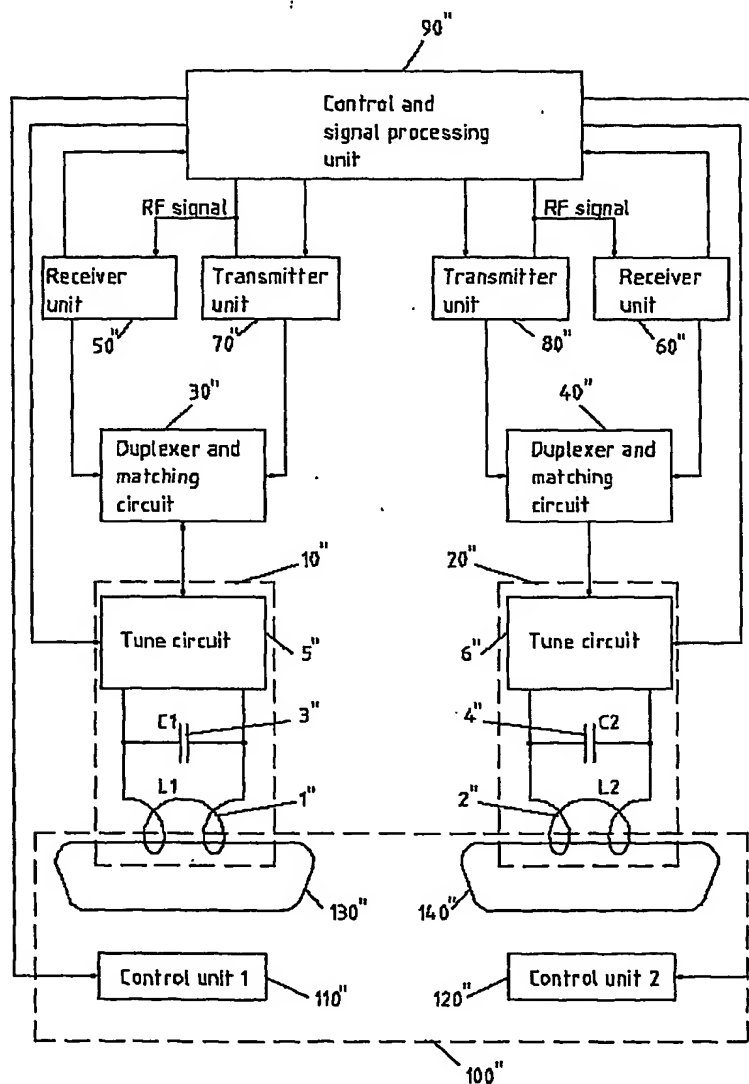 90"
Control and
signal processing
unit
RF signal
RF signal
Receiver
unit
Transmitter
unit
Transmitter
unit
Receiver
unit
50"
70"
80"
60"
30"
40"
Duplexer and
matching
circuit
Duplexer and
matching
circuit
10"
20"
Tune circuit
5"
6"
Tune circuit
C1
3"
4"
C2
L1
1"
2"
L2
130"
140"
Control unit 1
110"
120"
Control unit 2
100"